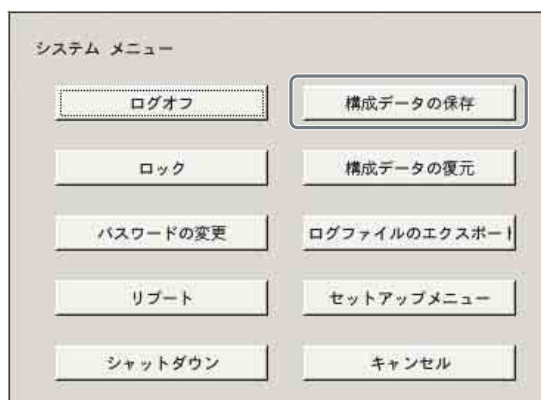 システム メニュー
ログオフ
構成データの保存
ロック
構成データの復元
パスワードの変更
ログファイルのエクスポート
リブート
セットアップメニュー
シャットダウン
キャンセル